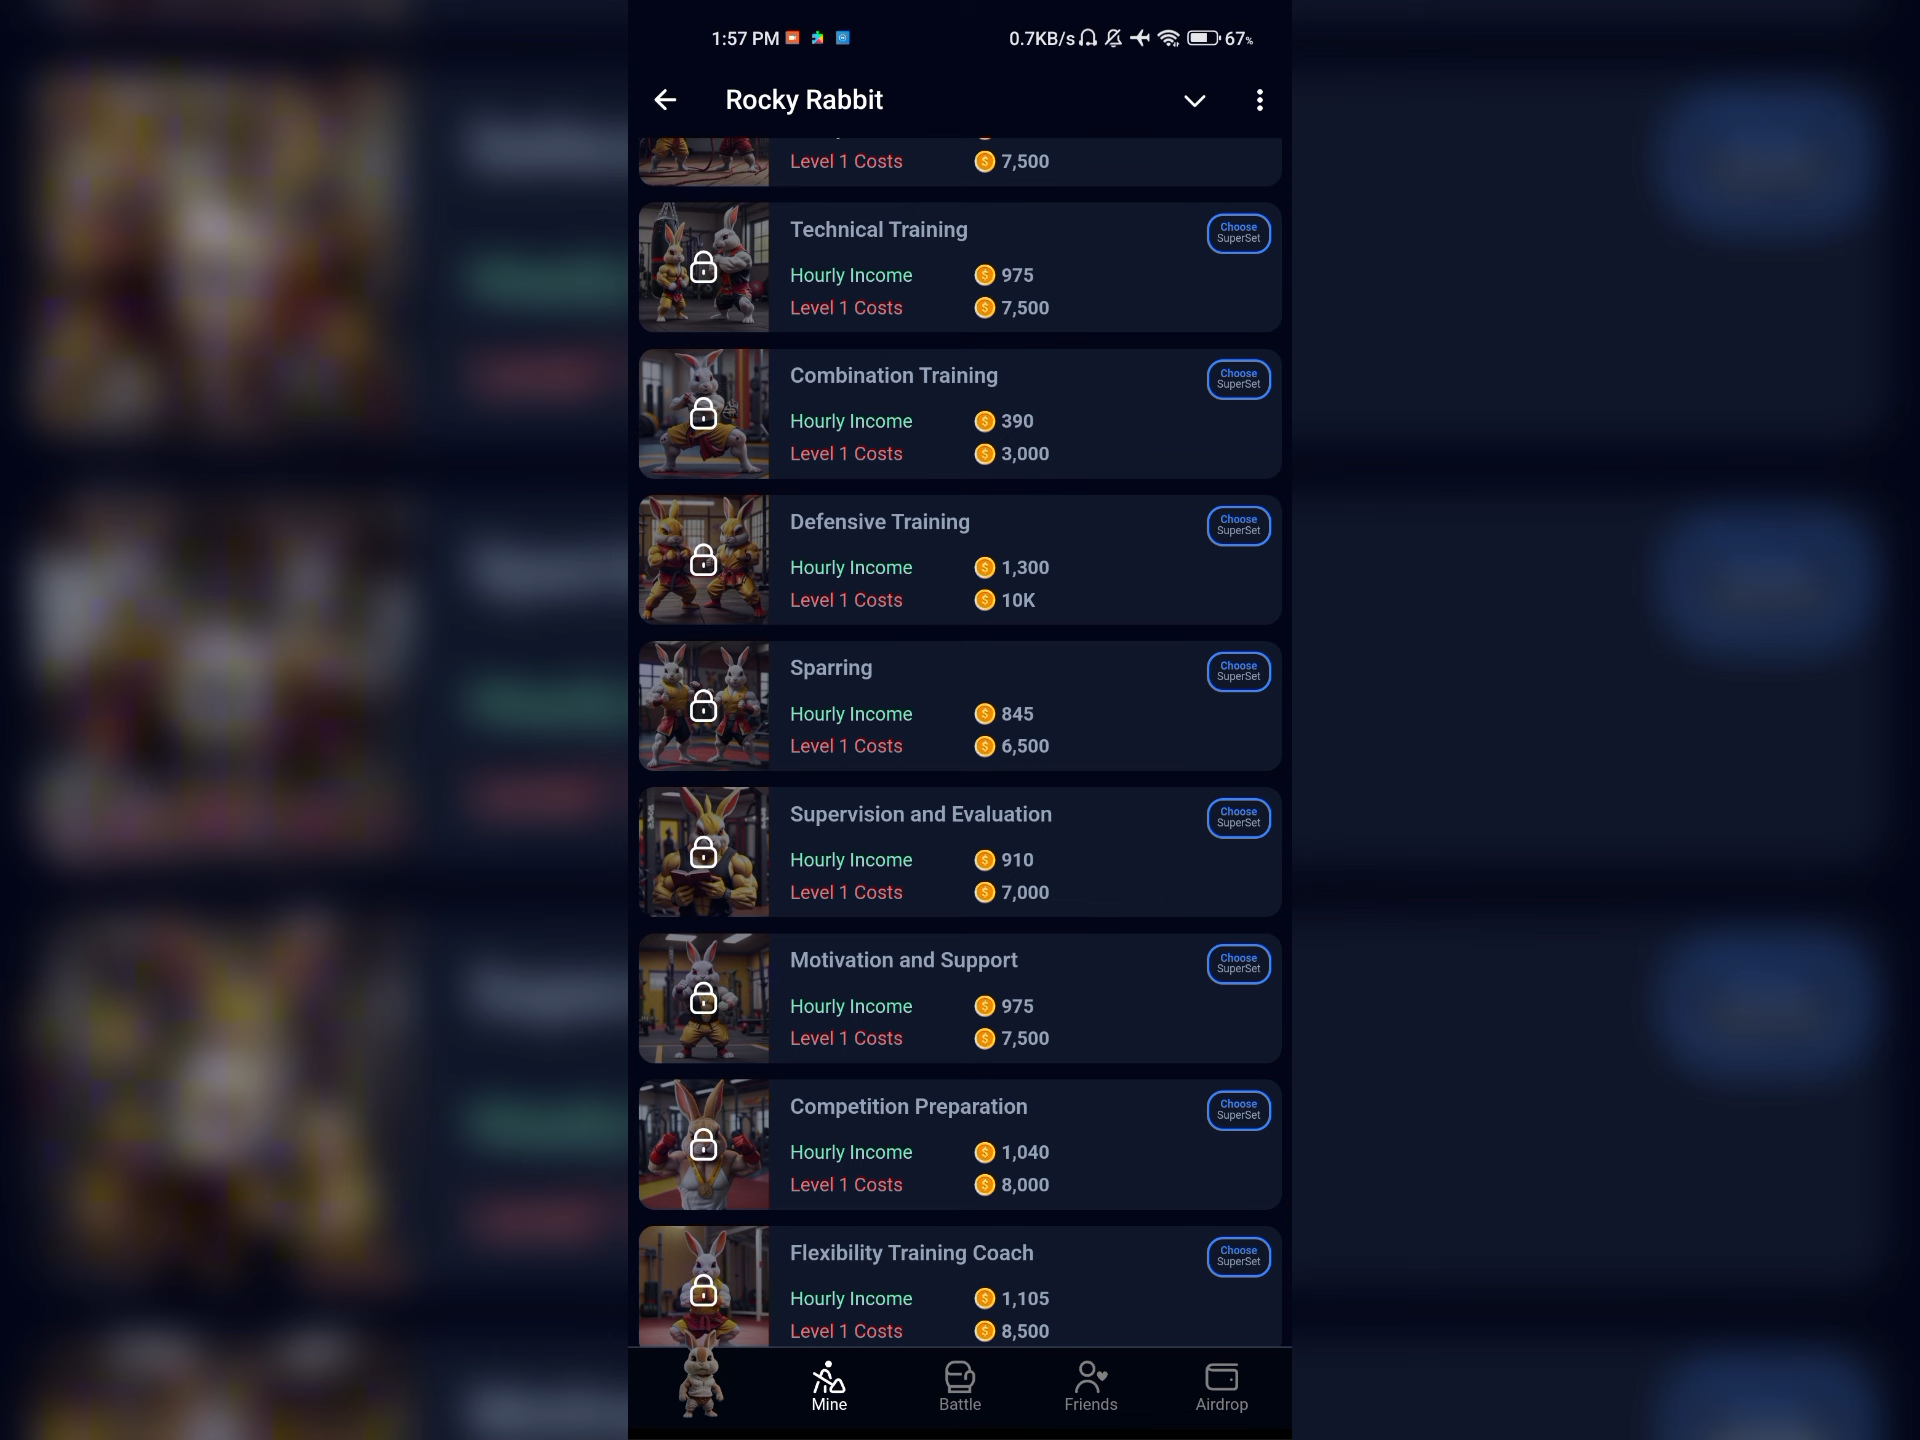 1:57 PM 0.7KB/s 67%
Rocky Rabbit
Level 1 Costs 7,500
Technical Training Choose
SuperSet
Hourly Income 975
Level 1 Costs 7,500
Combination Training Choose
SuperSet
Hourly Income 390
Level 1 Costs 3,000
Defensive Training Choose
SuperSet
Hourly Income 1,300
Level 1 Costs 10K
Sparring Choose
SuperSet
Hourly Income 845
Level 1 Costs 6,500
Supervision and Evaluation Choose
SuperSet
Hourly Income 910
Level 1 Costs 7,000
Motivation and Support Choose
SuperSet
Hourly Income 975
Level 1 Costs 7,500
Competition Preparation Choose
SuperSet
Hourly Income 1,040
Level 1 Costs 8,000
Flexibility Training Coach Choose
SuperSet
Hourly Income 1,105
Level 1 Costs 8,500
Mine Battle Friends Airdrop